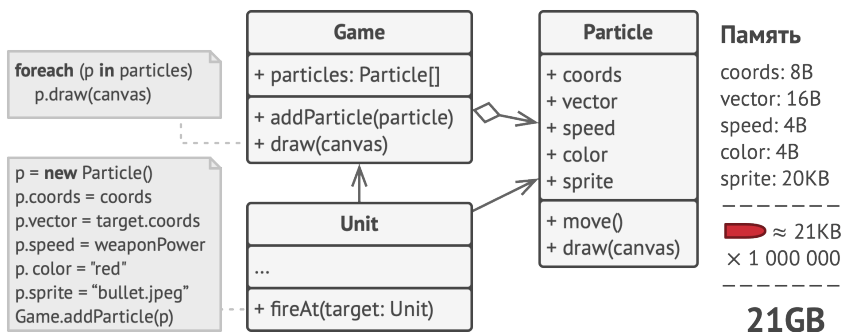 foreach (p in particles)
p.draw(canvas)
p = new Particle()
p.coords = coords
p.vector = target.coords
p.speed = weaponPower
p. color = "red"
p.sprite = “bullet.jpeg”
Game.addParticle(p)
Game
+ particles: Particle[]
+ addParticle(particle)
+ draw(canvas)
Unit
...
+ fireAt(target: Unit)
Particle
+ coords
+ vector
+ speed
+ color
+ sprite
+ move()
+ draw(canvas)
Память
coords: 8B
vector: 16B
speed: 4B
color: 4B
sprite: 20KB
≈ 21KB
× 1 000 000
21GB